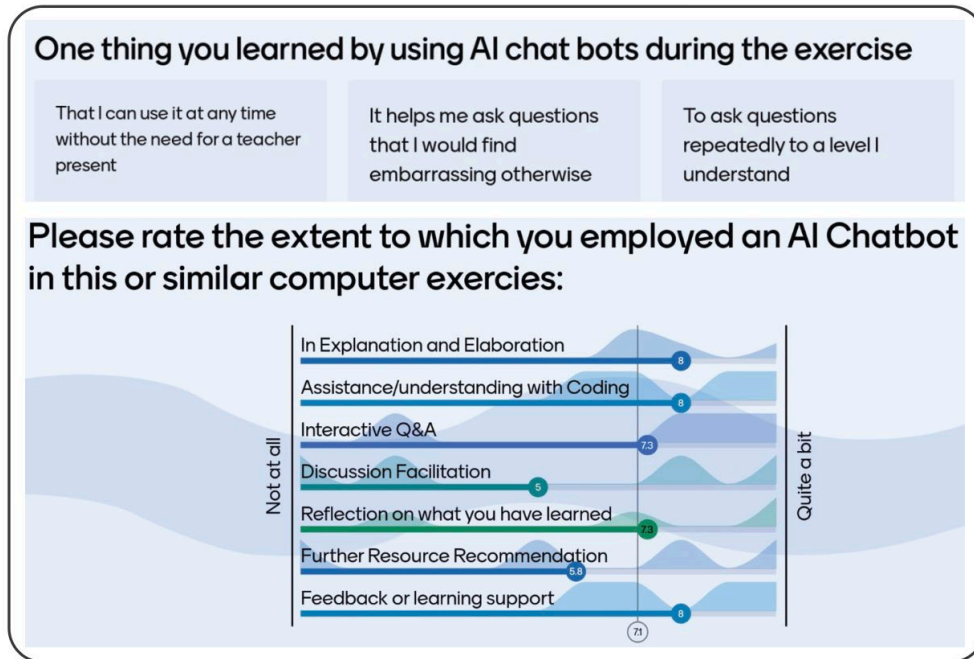 One thing you learned by using AI chat bots during the exercise
That I can use it at any time
without the need for a teacher
present
It helps me ask questions
that I would find
embarrassing otherwise
To ask questions
repeatedly to a level I
understand
Please rate the extent to which you employed an AI Chatbot
in this or similar computer exercies:
Not at all
In Explanation and Elaboration
8
Assistance/understanding with Coding
8
Interactive Q&A
7.3
Discussion Facilitation
5
Reflection on what you have learned
7.3
Further Resource Recommendation
5.8
Feedback or learning support
8
7.1
Quite a bit